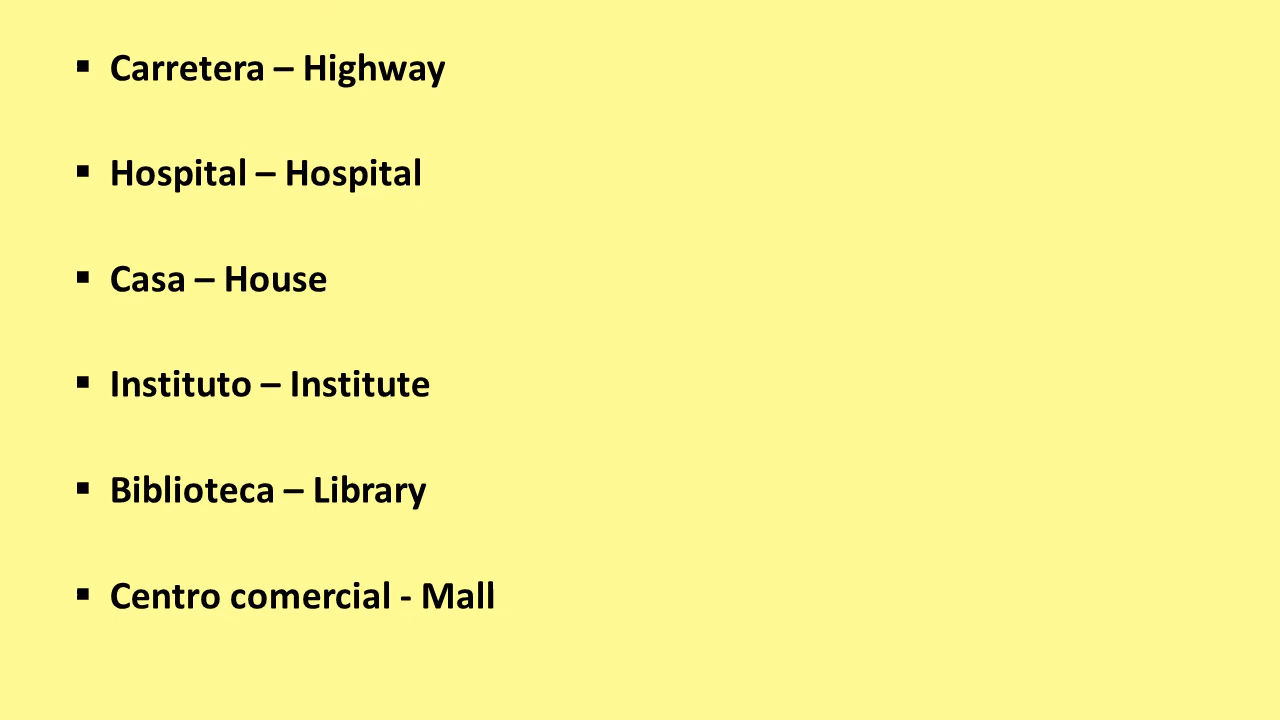 ▪ Carretera – Highway
▪ Hospital – Hospital
▪ Casa – House
▪ Instituto – Institute
▪ Biblioteca – Library
▪ Centro comercial - Mall